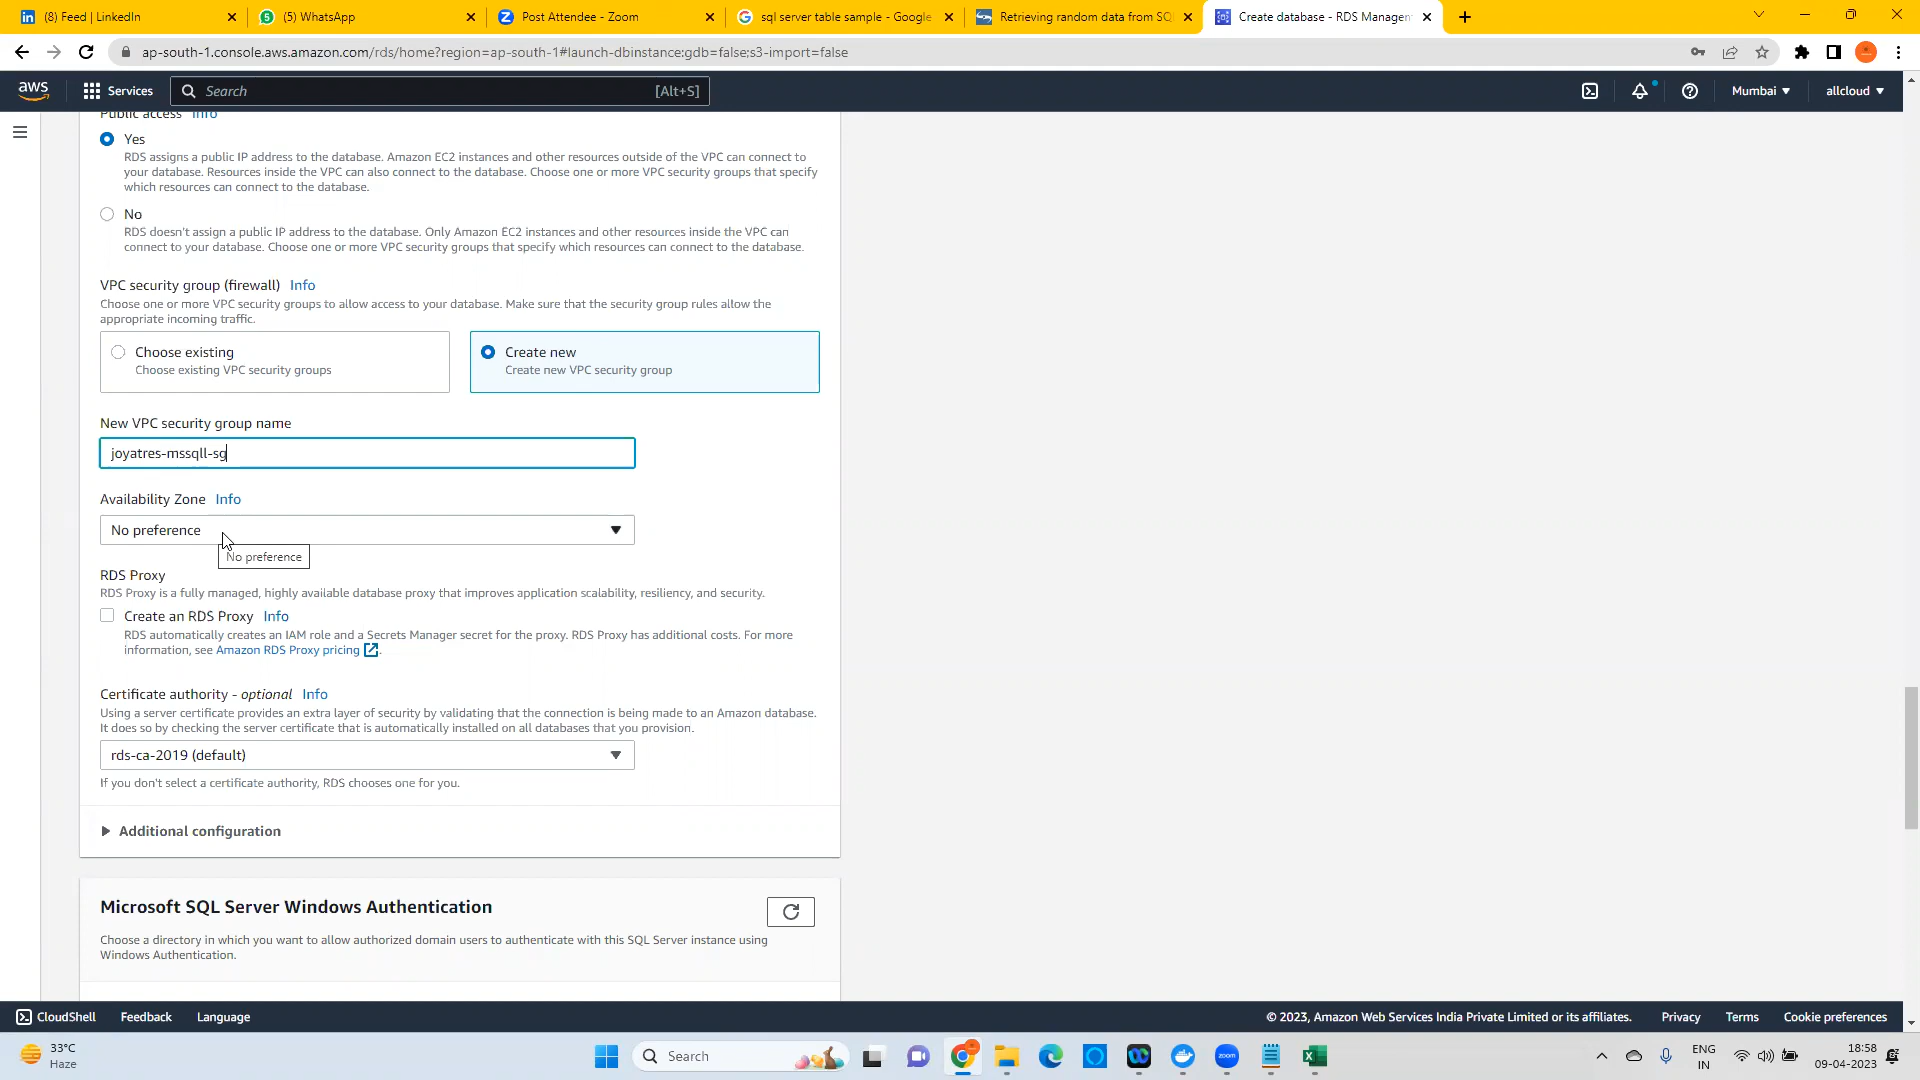 (8) Feed | LinkedIn
(5) WhatsApp
Post Attendee - Zoom
sql server table sample - Google
Retrieving random data from SQ
Create database - RDS Managem
ap-south-1.console.aws.amazon.com/rds/home?region=ap-south-1#launch-dbinstance:gdb=false;s3-import=false
aws
Services
Search
[Alt+S]
Mumbai
allcloud
Public access Info
Yes
RDS assigns a public IP address to the database. Amazon EC2 instances and other resources outside of the VPC can connect to
your database. Resources inside the VPC can also connect to the database. Choose one or more VPC security groups that specify
which resources can connect to the database.
No
RDS doesn't assign a public IP address to the database. Only Amazon EC2 instances and other resources inside the VPC can
connect to your database. Choose one or more VPC security groups that specify which resources can connect to the database.
VPC security group (firewall) Info
Choose one or more VPC security groups to allow access to your database. Make sure that the security group rules allow the
appropriate incoming traffic.
Choose existing
Choose existing VPC security groups
Create new
Create new VPC security group
New VPC security group name
joyatres-mssqll-sg
Availability Zone Info
No preference
No preference
RDS Proxy
RDS Proxy is a fully managed, highly available database proxy that improves application scalability, resiliency, and security.
Create an RDS Proxy Info
RDS automatically creates an IAM role and a Secrets Manager secret for the proxy. RDS Proxy has additional costs. For more
information, see Amazon RDS Proxy pricing.
Certificate authority - optional Info
Using a server certificate provides an extra layer of security by validating that the connection is being made to an Amazon database.
It does so by checking the server certificate that is automatically installed on all databases that you provision.
rds-ca-2019 (default)
If you don't select a certificate authority, RDS chooses one for you.
Additional configuration
Microsoft SQL Server Windows Authentication
Choose a directory in which you want to allow authorized domain users to authenticate with this SQL Server instance using
Windows Authentication.
CloudShell
Feedback
Language
© 2023, Amazon Web Services India Private Limited or its affiliates.
Privacy
Terms
Cookie preferences
33°C
Haze
Search
zoom
ENG
IN
18:58
09-04-2023